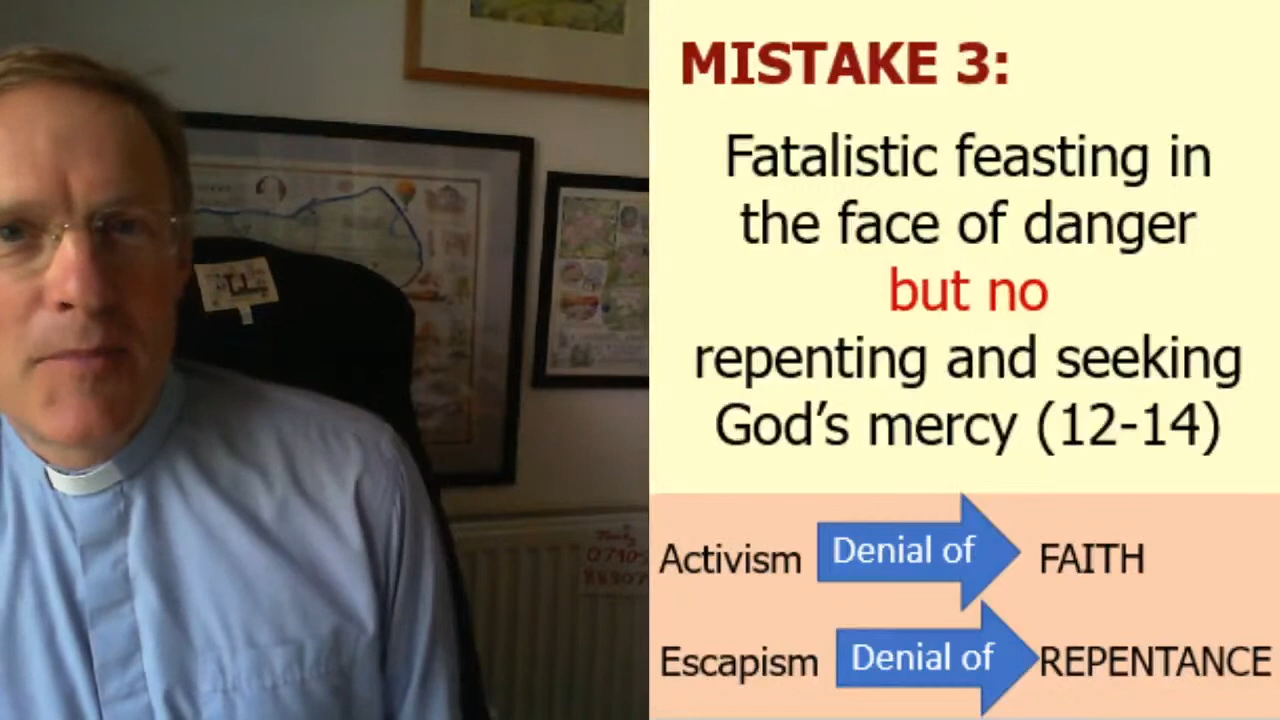 MISTAKE 3:
Fatalistic feasting in
the face of danger
but no
repenting and seeking
God’s mercy (12-14)
Activism Denial of FAITH
Escapism Denial of REPENTANCE